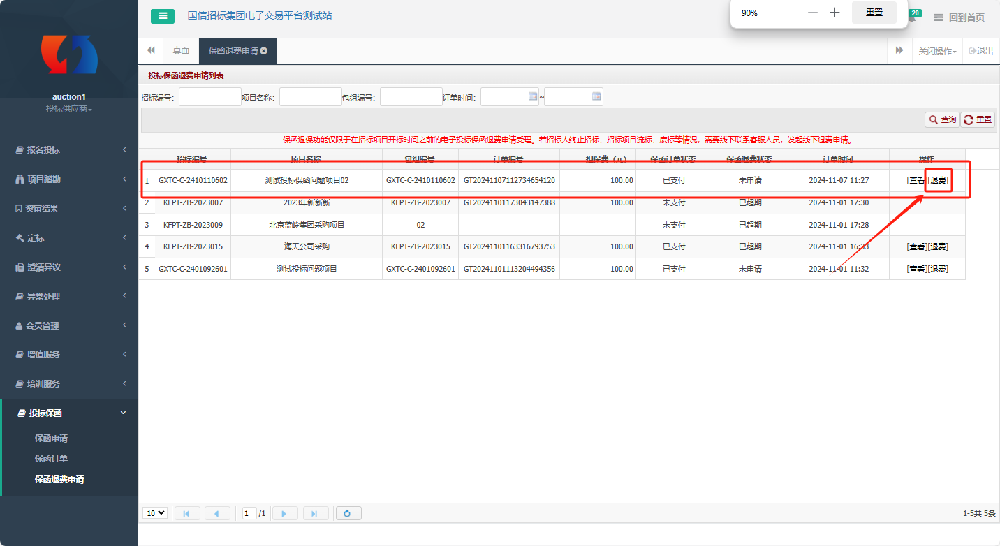 国信招标集团电子交易平台测试站
90%
重置
20
回到首页
桌面
保函退费申请
关闭操作
退出
auction1
投标供应商
报名投标
项目踏勘
资审结果
定标
澄清异议
异常处理
会员管理
增值服务
培训服务
投标保函
保函申请
保函订单
保函退费申请
投标保函退费申请列表
招标编号: 项目名称: 包组编号: 订单时间: ~
查询 重置
保函退保功能仅限于在招标项目开标时间之前的电子投标保函退费申请受理。若招标人终止招标、招标项目流标、废标等情况，需要线下联系客服人员，发起线下退费申请。
招标编号 项目名称 包组编号 订单编号 担保费（元） 保函订单状态 保函退费状态 订单时间 操作
1 GXTC-C-2410110602 测试投标保函问题项目02 GXTC-C-2410110602 GT20241107112734654120 100.00 已支付 未申请 2024-11-07 11:27 [查看][退费]
2 KFPT-ZB-2023007 2023年新新新 KFPT-ZB-2023007 GT20241101173043147388 100.00 未支付 已超期 2024-11-01 17:30
3 KFPT-ZB-2023009 北京蓝岭集团采购项目 02 未支付 已超期 2024-11-01 17:28
4 KFPT-ZB-2023015 海天公司采购 KFPT-ZB-2023015 GT20241101163316793753 100.00 已支付 已超期 2024-11-01 16:33 [查看][退费]
5 GXTC-C-2401092601 测试投标问题项目 GXTC-C-2401092601 GT20241101113204494356 100.00 已支付 未申请 2024-11-01 11:32 [查看][退费]
10 1 /1 1-5共 5条